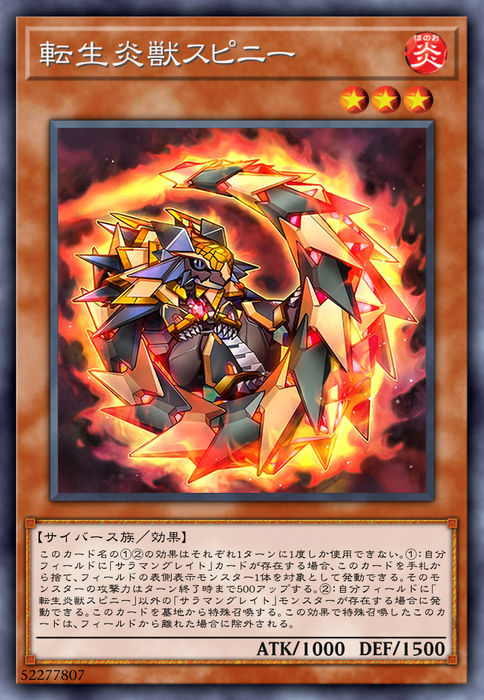 転生炎獣スピニー
ほのお
炎
【サイバース族／効果】
このカード名の①②の効果はそれぞれ1ターンに1度しか使用できない。①：自分
フィールドに「サラマングレイト」カードが存在する場合、このカードを手札か
ら捨て、フィールドの表側表示モンスター1体を対象として発動できる。そのモ
ンスターの攻撃力はターン終了時まで500アップする。②：自分フィールドに「
転生炎獣スピニー」以外の「サラマングレイト」モンスターが存在する場合に発
動できる。このカードを墓地から特殊召喚する。この効果で特殊召喚したこのカ
ードは、フィールドから離れた場合に除外される。
ATK/1000 DEF/1500
52277807